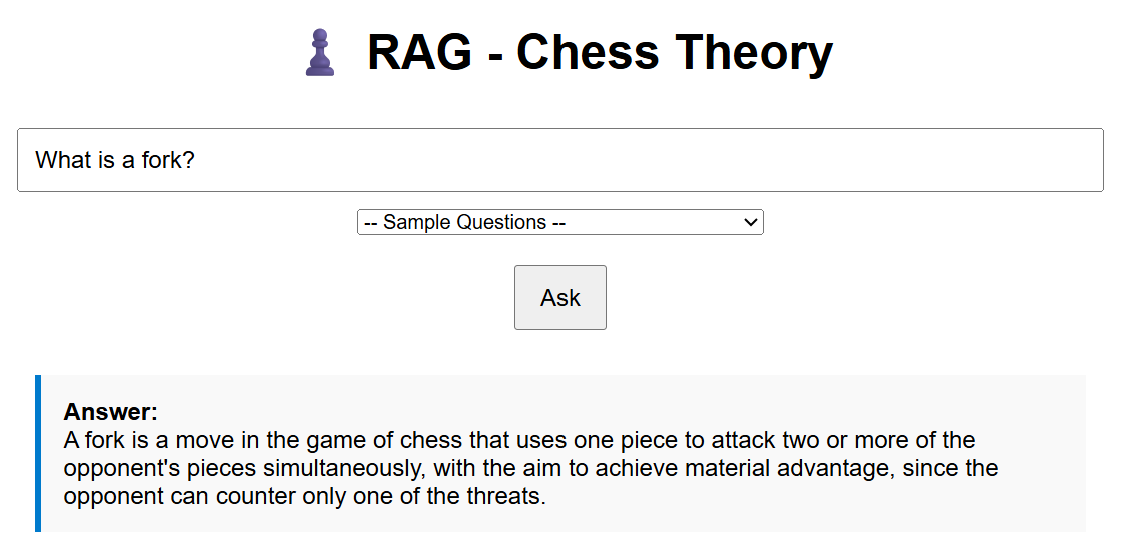 RAG - Chess Theory
What is a fork?
-- Sample Questions --
Ask
Answer:
A fork is a move in the game of chess that uses one piece to attack two or more of the
opponent's pieces simultaneously, with the aim to achieve material advantage, since the
opponent can counter only one of the threats.